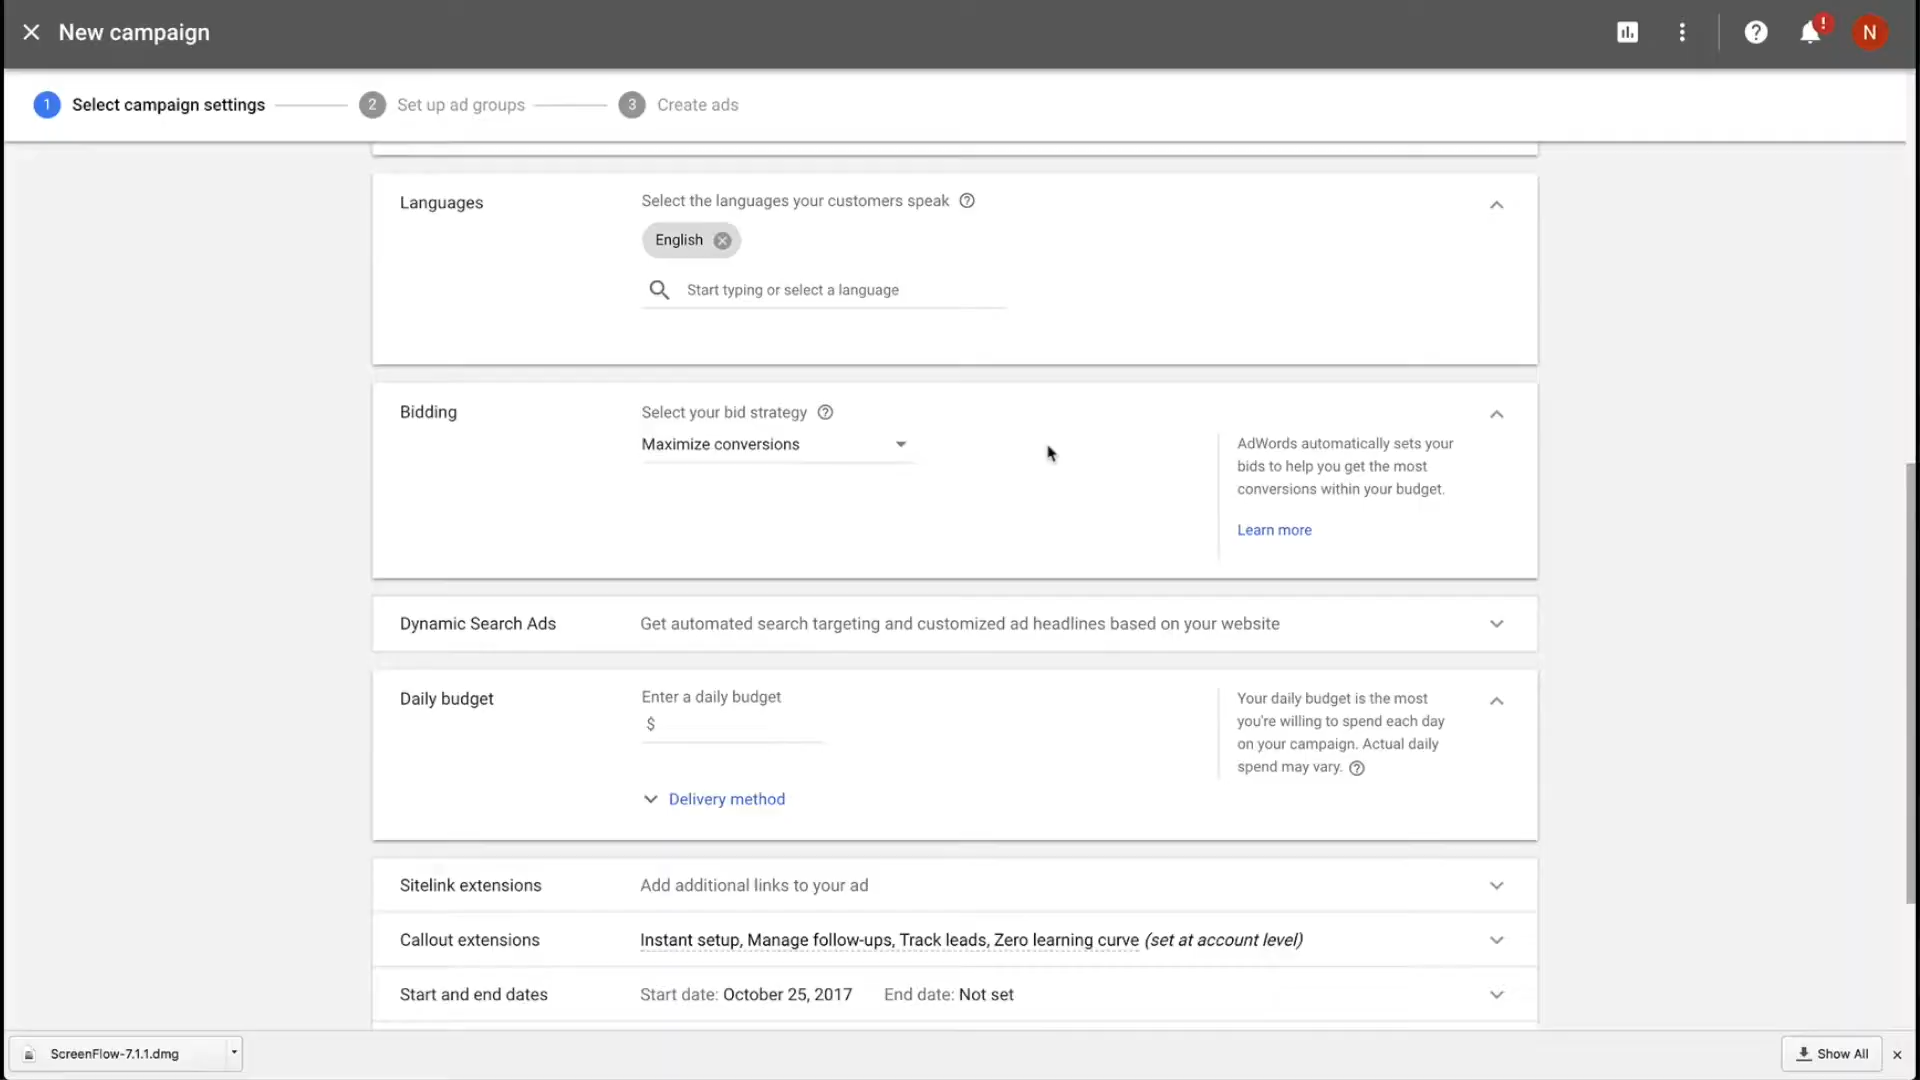 New campaign
!
N
1 Select campaign settings
2 Set up ad groups
3 Create ads
Languages
Select the languages your customers speak ?
English
Start typing or select a language
Bidding
Select your bid strategy ?
Maximize conversions
AdWords automatically sets your
bids to help you get the most
conversions within your budget.
Learn more
Dynamic Search Ads
Get automated search targeting and customized ad headlines based on your website
Daily budget
Enter a daily budget
$
Your daily budget is the most
you're willing to spend each day
on your campaign. Actual daily
spend may vary. ?
Delivery method
Sitelink extensions
Add additional links to your ad
Callout extensions
Instant setup, Manage follow-ups, Track leads, Zero learning curve (set at account level)
Start and end dates
Start date: October 25, 2017 End date: Not set
ScreenFlow-7.1.1.dmg
Show All